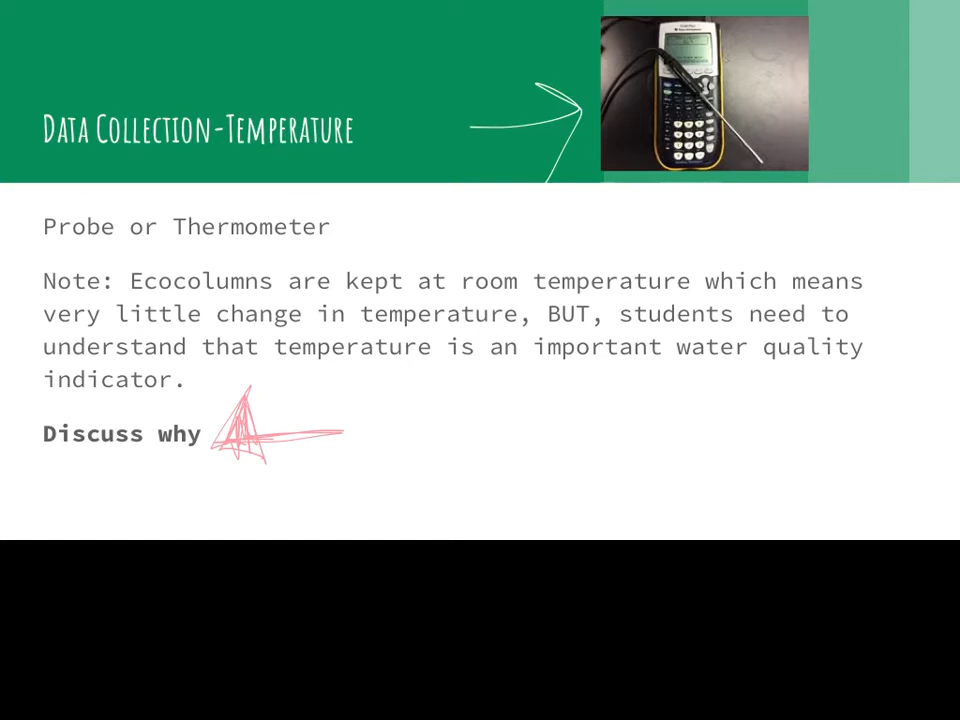 Data Collection-Temperature
Probe or Thermometer
Note: Ecocolumns are kept at room temperature which means
very little change in temperature, BUT, students need to
understand that temperature is an important water quality
indicator.
Discuss why